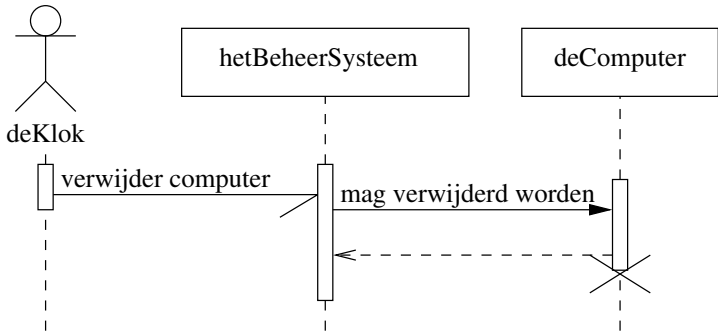 hetBeheerSysteem
deComputer
deKlok
verwijder computer
mag verwijderd worden